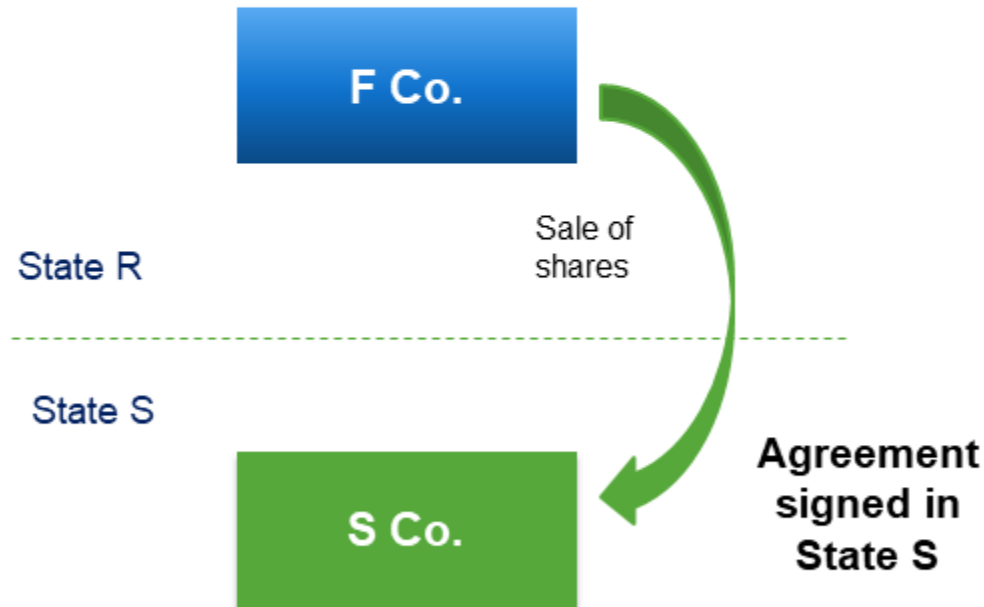 F Co.
Sale of
shares
State R
State S
S Co.
Agreement
signed in
State S